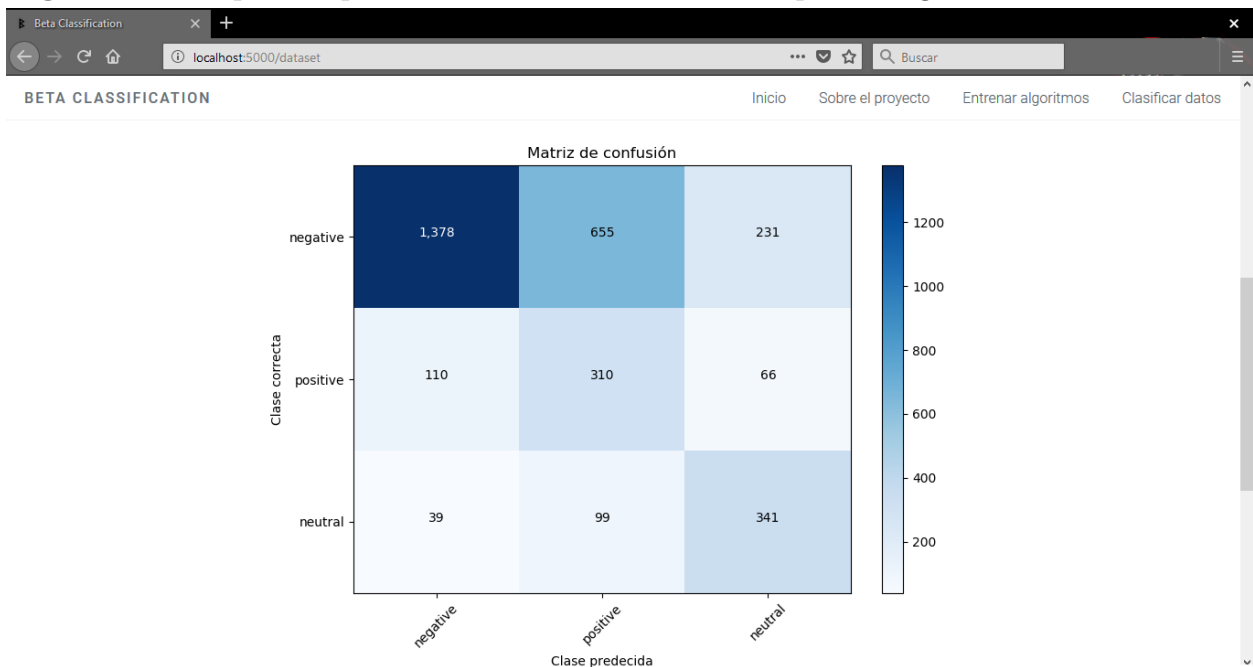 Beta Classification
localhost:5000/dataset
Buscar
BETA CLASSIFICATION
Inicio Sobre el proyecto Entrenar algoritmos Clasificar datos
Matriz de confusión
negative 1,378 655 231
positive 110 310 66
neutral 39 99 341
1200
1000
800
600
400
200
Clase correcta
negative positive neutral
Clase predecida